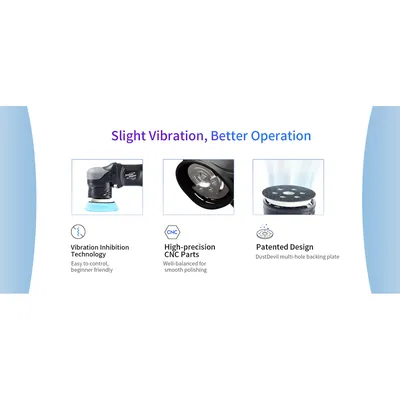 Slight Vibration, Better Operation
CNC
Vibration Inhibition
Technology
Easy to control,
beginner friendly
High-precision
CNC Parts
Well-balanced for
smooth polishing
Patented Design
DustDevil multi-hole backing plate